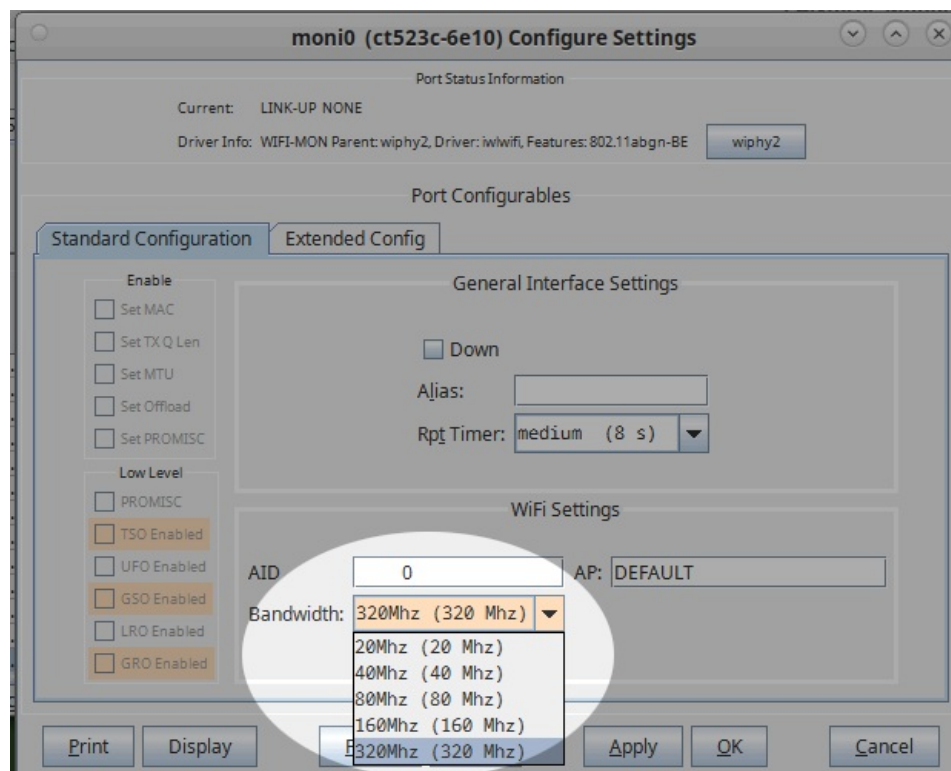 moni0 (ct523c-6e10) Configure Settings
Port Status Information
Current: LINK-UP NONE
Driver Info: WIFI-MON Parent: wiphy2, Driver: iwlwifi, Features: 802.11abgn-BE wiphy2
Port Configurables
Standard Configuration Extended Config
Enable
Set MAC
Set TX Q Len
Set MTU
Set Offload
Set PROMISC
Low Level
PROMISC
TSO Enabled
UFO Enabled
GSO Enabled
LRO Enabled
GRO Enabled
General Interface Settings
Down
Alias:
Rpt Timer: medium (8 s)
WiFi Settings
AID 0 AP: DEFAULT
Bandwidth: 320Mhz (320 Mhz)
20Mhz (20 Mhz)
40Mhz (40 Mhz)
80Mhz (80 Mhz)
160Mhz (160 Mhz)
320Mhz (320 Mhz)
Print Display Apply OK Cancel